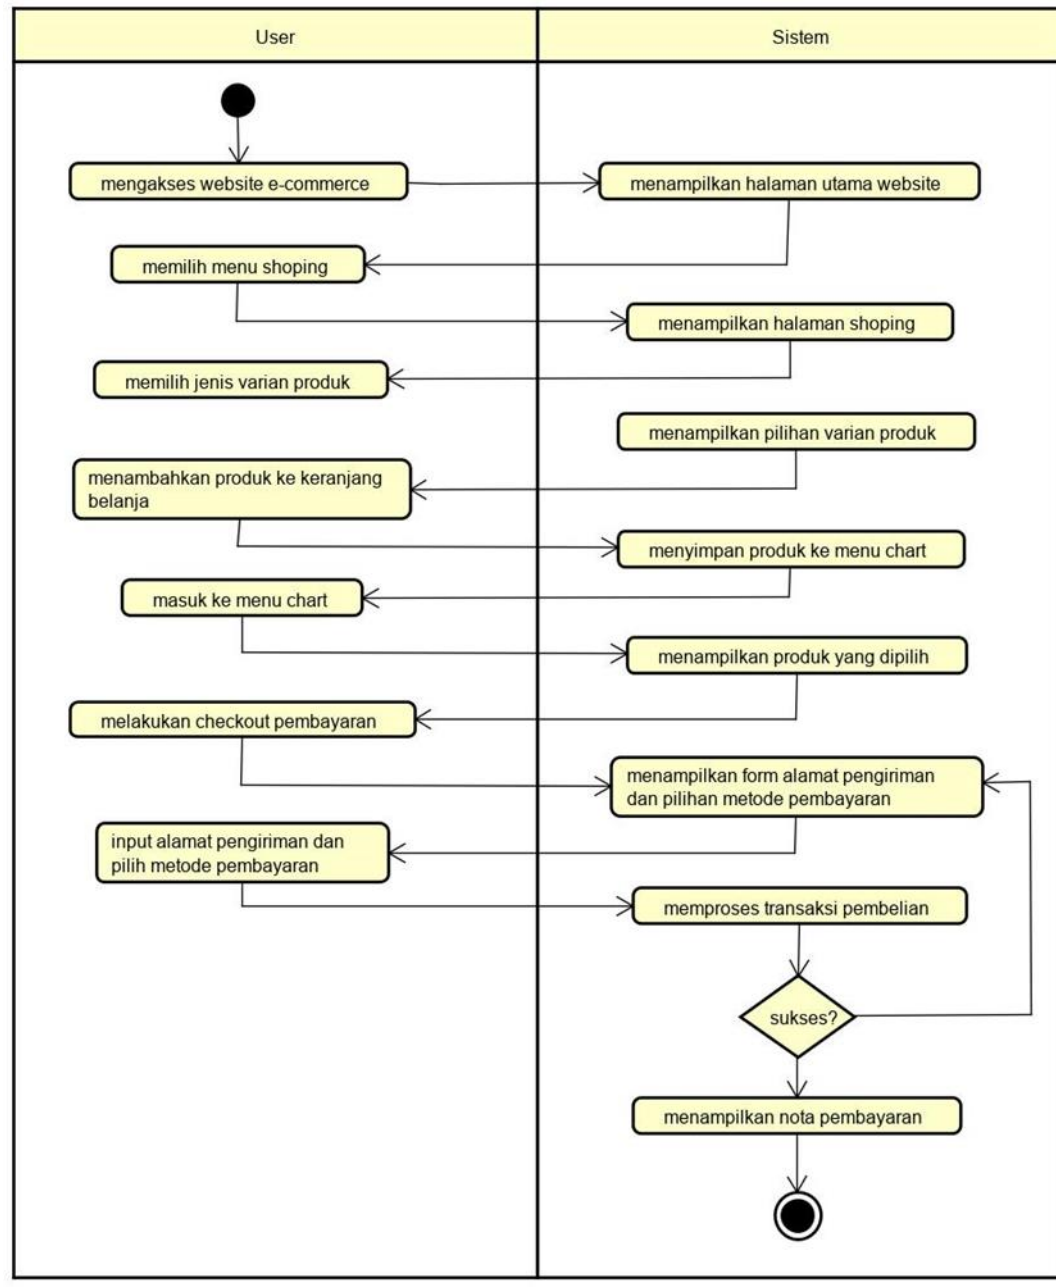 User
Sistem
mengakses website e-commerce
menampilkan halaman utama website
memilih menu shoping
menampilkan halaman shoping
memilih jenis varian produk
menampilkan pilihan varian produk
menambahkan produk ke keranjang
belanja
menyimpan produk ke menu chart
masuk ke menu chart
menampilkan produk yang dipilih
melakukan checkout pembayaran
menampilkan form alamat pengiriman
dan pilihan metode pembayaran
input alamat pengiriman dan
pilih metode pembayaran
memproses transaksi pembelian
sukses?
menampilkan nota pembayaran